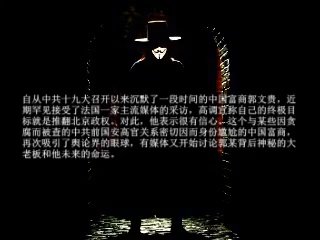 自从中共十九大召开以来沉默了一段时间的中国富商郭文贵，近
期罕见接受了法国一家主流媒体的采访，高调宣称自己的终极目
标就是推翻北京政权。对此，他表示很有信心。这个与某些因贪
腐而被查的中共前国安高官关系密切因而身份尴尬的中国富商，
再次吸引了舆论界的眼球，有媒体又开始讨论郭某背后神秘的大
老板和他未来的命运。